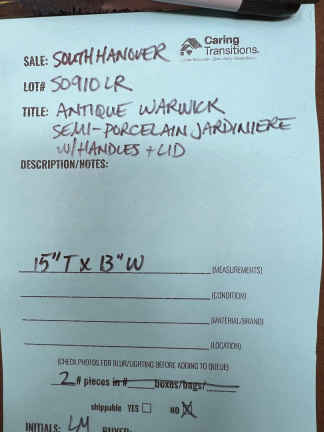 SALE: SOUTH HANOVER
Caring
Transitions.
LOT# S0910LR
TITLE: ANTIQUE WARWICK
SEMI-PORCELAIN JARDINIERE
W/HANDLES + LID
DESCRIPTION/NOTES:
15"T x 13"W (MEASUREMENTS)
(CONDITION)
(MATERIAL/BRAND)
(LOCATION)
(CHECK PHOTOS FOR BLUR/LIGHTING BEFORE ADDING TO QUEUE)
2 # pieces in # boxes/bags/
shippable YES NO
INITIALS: LM BUYER: